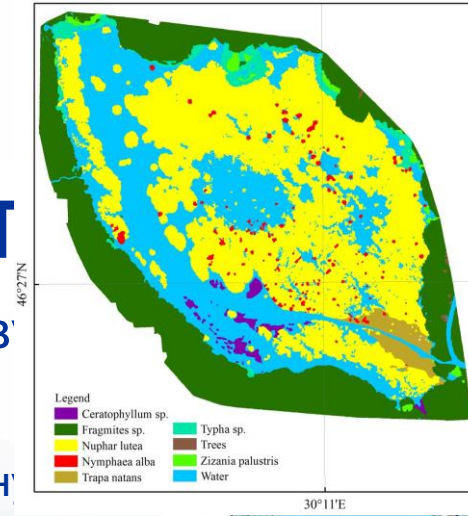 46°27'N
Legend
Ceratophyllum sp.
Fragmites sp.
Nuphar lutea
Nymphaea alba
Trapa natans
Typha sp.
Trees
Zizania palustris
Water
30°11'E